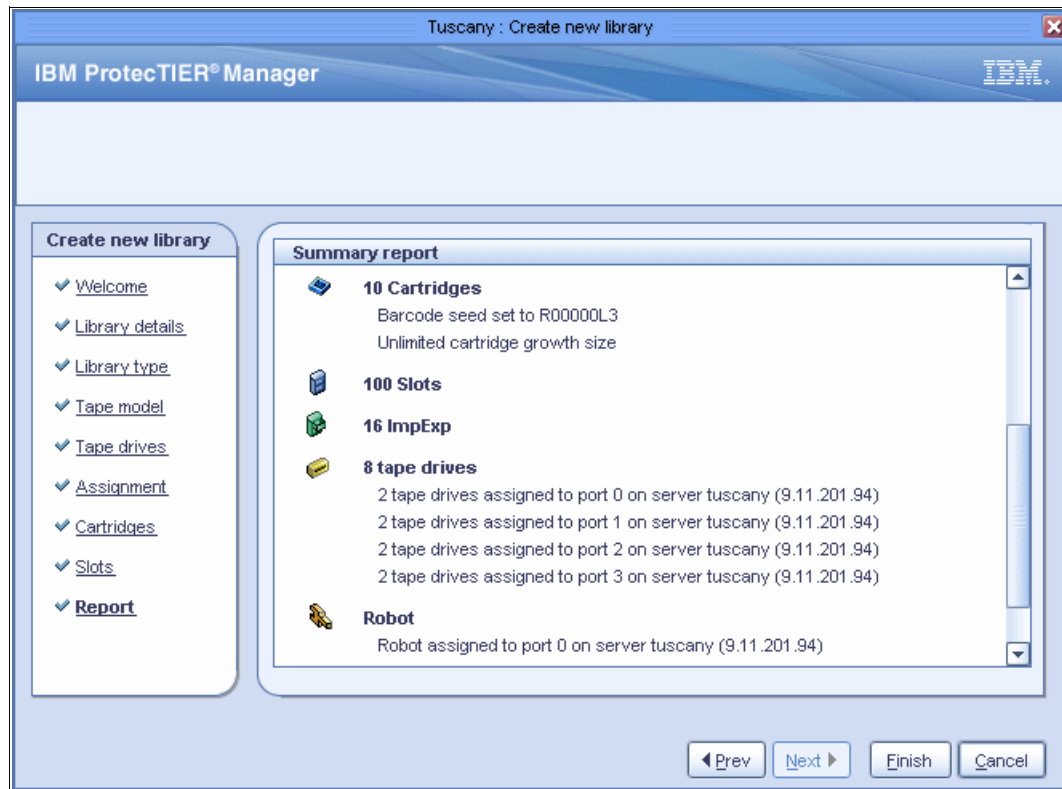 Tuscany : Create new library
IBM ProtecTIER® Manager
IBM.
Create new library
Welcome
Library details
Library type
Tape model
Tape drives
Assignment
Cartridges
Slots
Report
Summary report
10 Cartridges
Barcode seed set to R00000L3
Unlimited cartridge growth size
100 Slots
16 ImpExp
8 tape drives
2 tape drives assigned to port 0 on server tuscany (9.11.201.94)
2 tape drives assigned to port 1 on server tuscany (9.11.201.94)
2 tape drives assigned to port 2 on server tuscany (9.11.201.94)
2 tape drives assigned to port 3 on server tuscany (9.11.201.94)
Robot
Robot assigned to port 0 on server tuscany (9.11.201.94)
Prev Next Finish Cancel